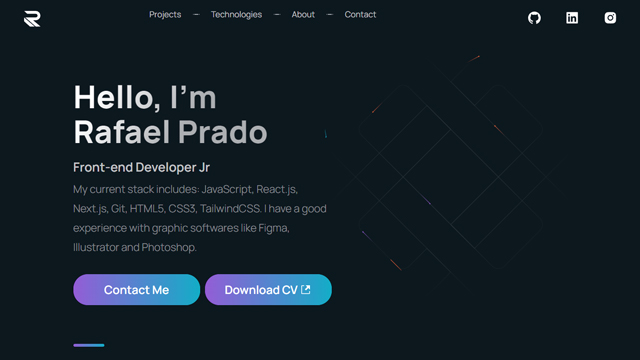 Projects — Technologies — About — Contact
Hello, I'm
Rafael Prado
Front-end Developer Jr
My current stack includes: JavaScript, React.js,
Next.js, Git, HTML5, CSS3, TailwindCSS. I have a good
experience with graphic softwares like Figma,
Illustrator and Photoshop.
Contact Me
Download CV